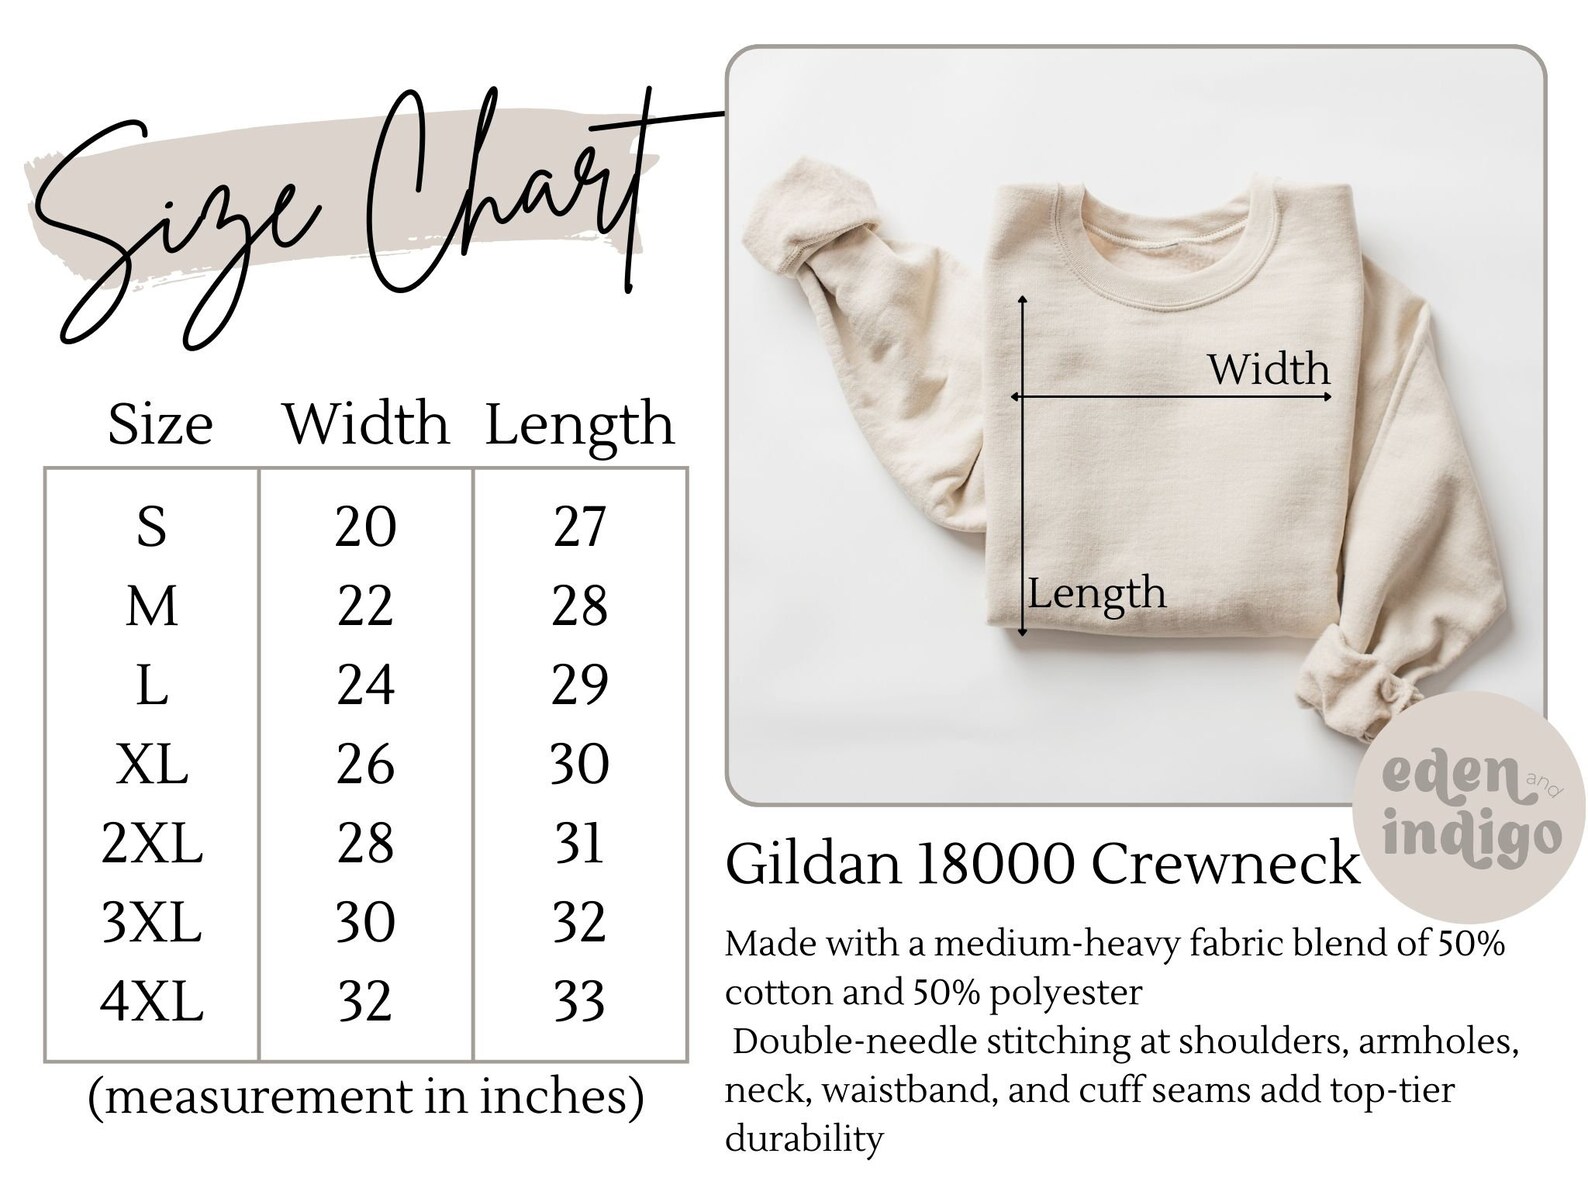 Size Chart
Size Width Length
S 20 27
M 22 28
L 24 29
XL 26 30
2XL 28 31
3XL 30 32
4XL 32 33
(measurement in inches)
Width
Length
eden and
indigo
Gildan 18000 Crewneck
Made with a medium-heavy fabric blend of 50%
cotton and 50% polyester
Double-needle stitching at shoulders, armholes,
neck, waistband, and cuff seams add top-tier
durability